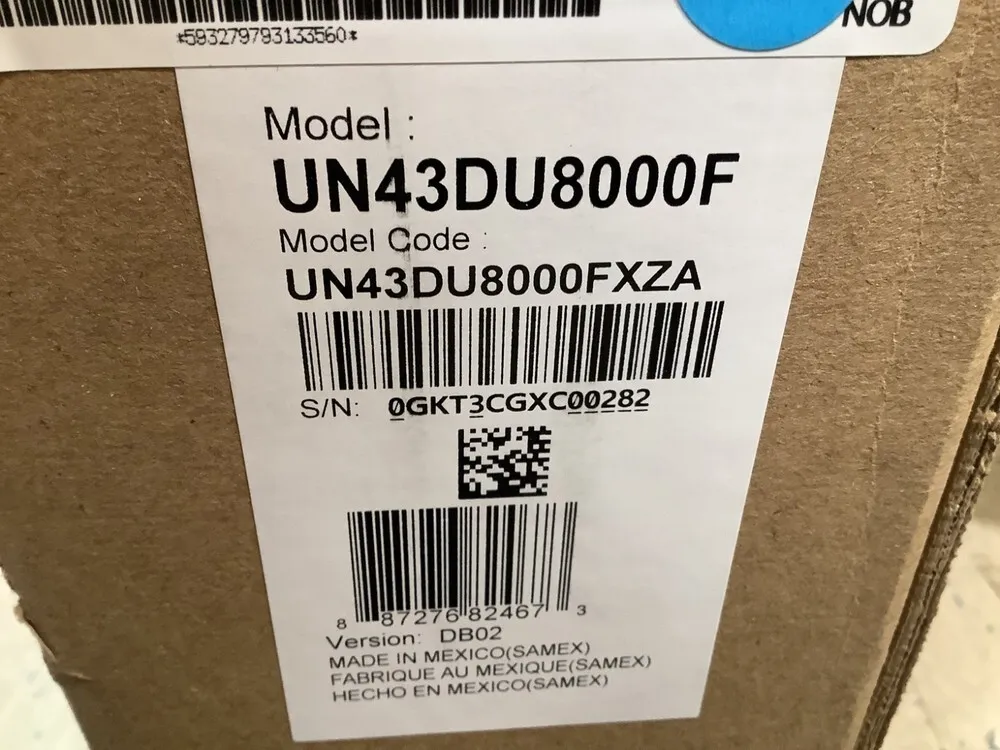 *593279793133560*
NOB
Model :
UN43DU8000F
Model Code :
UN43DU8000FXZA
S/N: 0GKT3CGXC00282
8 87276 82467 3
Version: DB02
MADE IN MEXICO(SAMEX)
FABRIQUE AU MEXIQUE(SAMEX)
HECHO EN MEXICO(SAMEX)